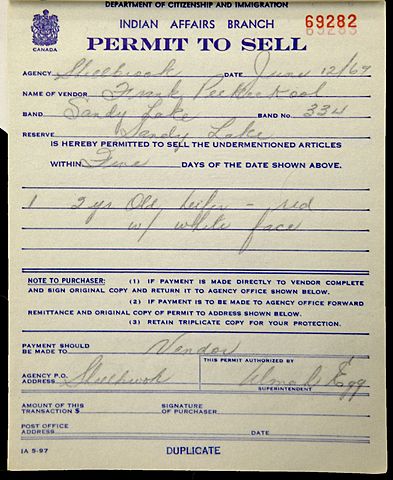 DEPARTMENT OF CITIZENSHIP AND IMMIGRATION
INDIAN AFFAIRS BRANCH
69282
CANADA
PERMIT TO SELL
AGENCY Shellbrook DATE June 12/69
NAME OF VENDOR Frank
BAND Sandy Lake BAND No. 334
RESERVE Sandy Lake
IS HEREBY PERMITTED TO SELL THE UNDERMENTIONED ARTICLES
WITHIN Five DAYS OF THE DATE SHOWN ABOVE.
1 2 yr Old heifer - red
w/ white face
NOTE TO PURCHASER: (1) IF PAYMENT IS MADE DIRECTLY TO VENDOR COMPLETE
AND SIGN ORIGINAL COPY AND RETURN IT TO AGENCY OFFICE SHOWN BELOW.
(2) IF PAYMENT IS TO BE MADE TO AGENCY OFFICE FORWARD
REMITTANCE AND ORIGINAL COPY OF PERMIT TO ADDRESS SHOWN BELOW.
(3) RETAIN TRIPLICATE COPY FOR YOUR PROTECTION.
PAYMENT SHOULD
BE MADE TO Vendor
THIS PERMIT AUTHORIZED BY
AGENCY P.O.
ADDRESS Shellbrook
SUPERINTENDENT
AMOUNT OF THIS
TRANSACTION $
SIGNATURE
OF PURCHASER
POST OFFICE
ADDRESS DATE
IA 5-97 DUPLICATE